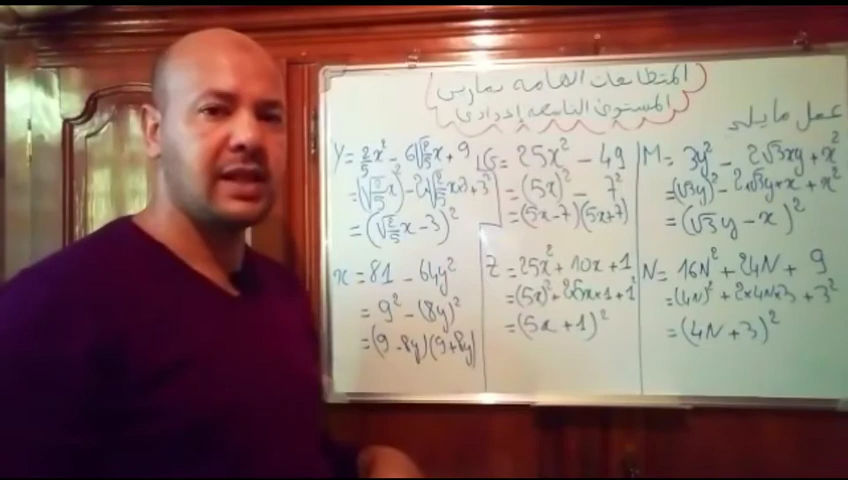 المتطابقات الهامة تمارين
المستوى التاسعة إعدادي
عمل مايلي
Y = 2/5 x² - 6√2/5 x + 9
= (√2/5 x)² - 2√2/5 x×3 + 3²
= (√2/5 x - 3)²
G = 25x² - 49
= (5x)² - 7²
= (5x-7)(5x+7)
M = 3y² - 2√3xy + x²
= (√3y)² - 2×√3y×x + x²
= (√3y - x)²
x = 81 - 64y²
= 9² - (8y)²
= (9 - 8y)(9+8y)
Z = 25x² + 10x + 1
= (5x)² + 2×5x×1 + 1²
= (5x + 1)²
N = 16N² + 24N + 9
= (4N)² + 2×4N×3 + 3²
= (4N + 3)²